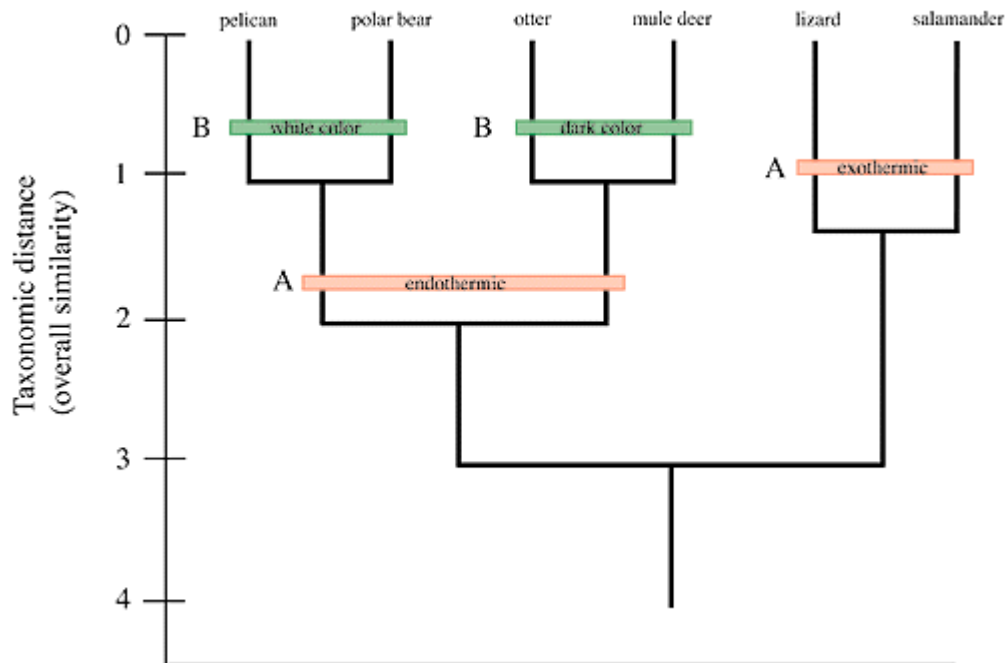 pelican polar bear otter mule deer lizard salamander
0
B white color B dark color
1
A exothermic
A endothermic
2
3
4
Taxonomic distance
(overall similarity)